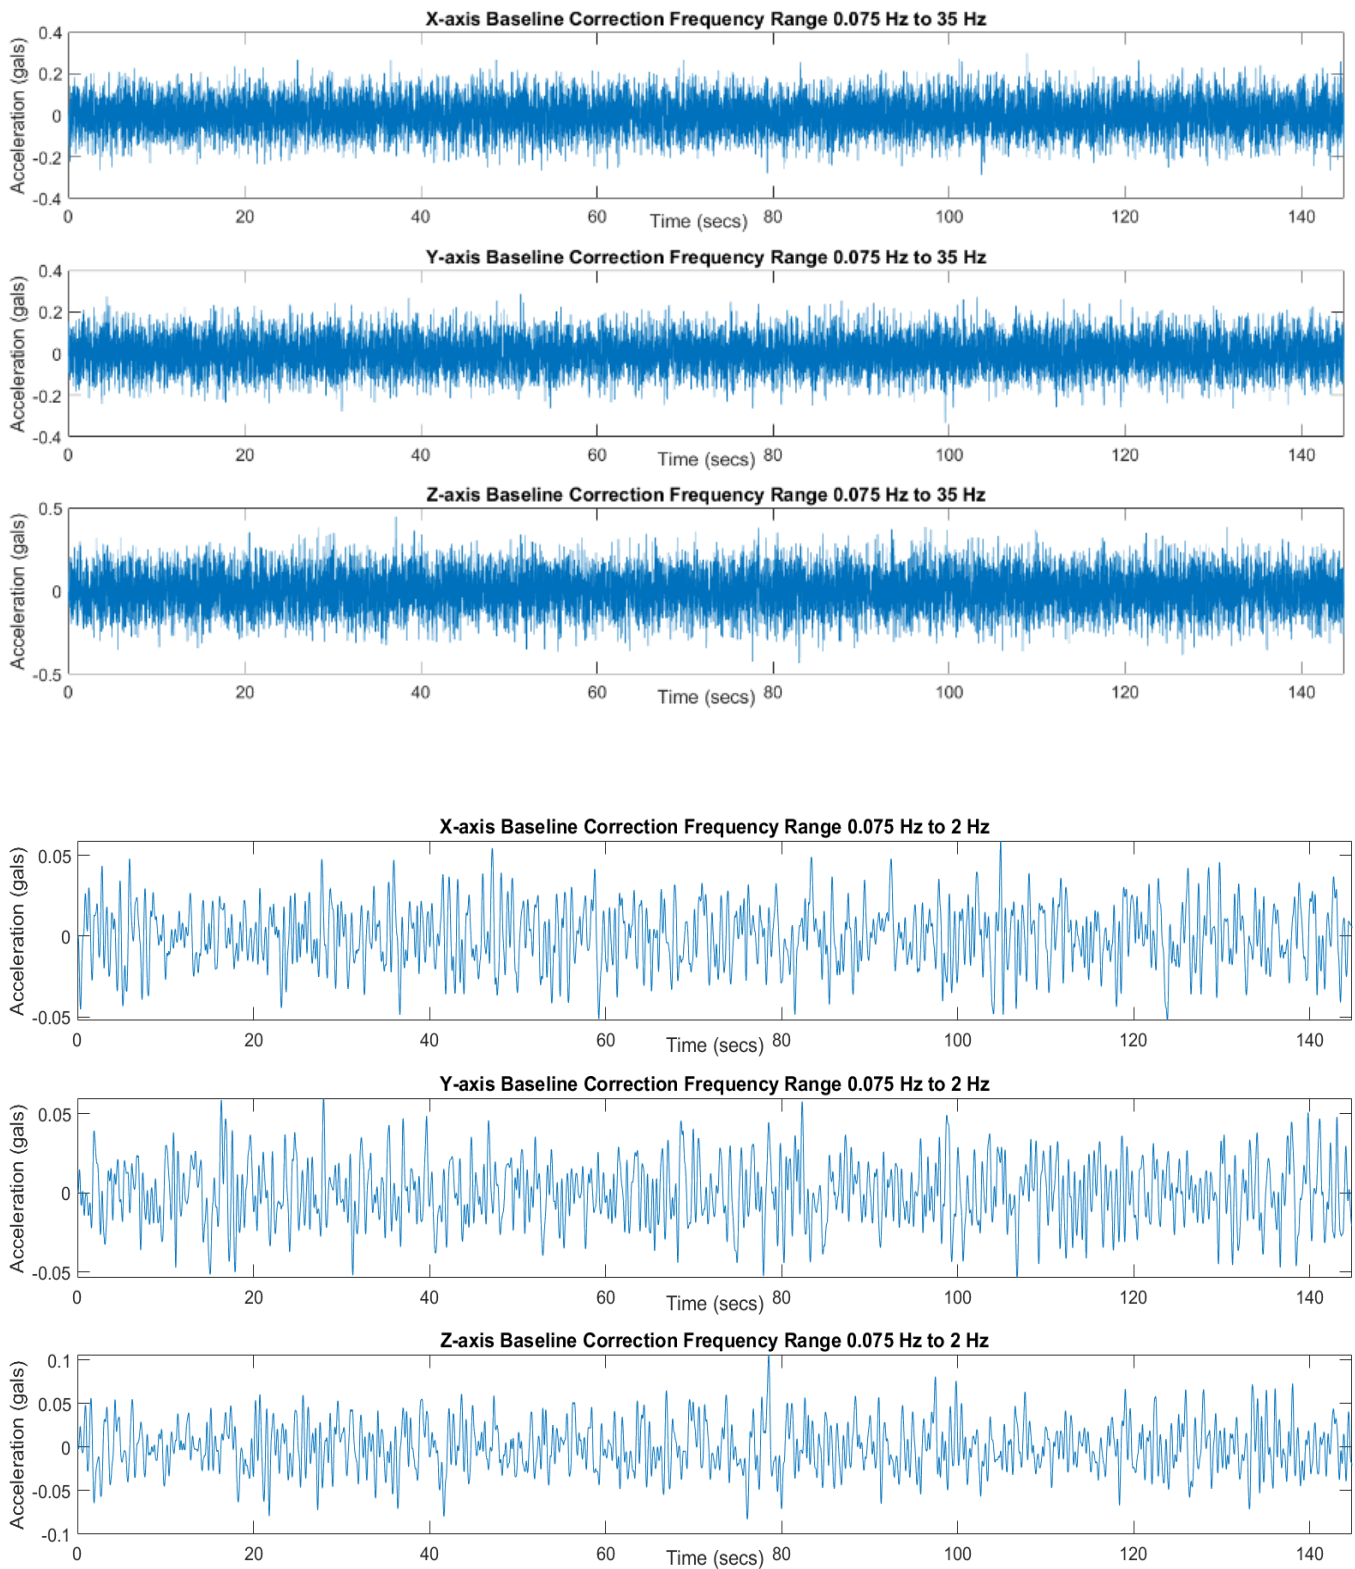 X-axis Baseline Correction Frequency Range 0.075 Hz to 35 Hz
Acceleration (gals)
0.4
0.2
0
-0.2
-0.4
0 20 40 60 80 100 120 140
Time (secs)
Y-axis Baseline Correction Frequency Range 0.075 Hz to 35 Hz
Acceleration (gals)
0.4
0.2
0
-0.2
-0.4
0 20 40 60 80 100 120 140
Time (secs)
Z-axis Baseline Correction Frequency Range 0.075 Hz to 35 Hz
Acceleration (gals)
0.5
0
-0.5
0 20 40 60 80 100 120 140
Time (secs)
X-axis Baseline Correction Frequency Range 0.075 Hz to 2 Hz
Acceleration (gals)
0.05
0
-0.05
0 20 40 60 80 100 120 140
Time (secs)
Y-axis Baseline Correction Frequency Range 0.075 Hz to 2 Hz
Acceleration (gals)
0.05
0
-0.05
0 20 40 60 80 100 120 140
Time (secs)
Z-axis Baseline Correction Frequency Range 0.075 Hz to 2 Hz
Acceleration (gals)
0.1
0.05
0
-0.05
-0.1
0 20 40 60 80 100 120 140
Time (secs)